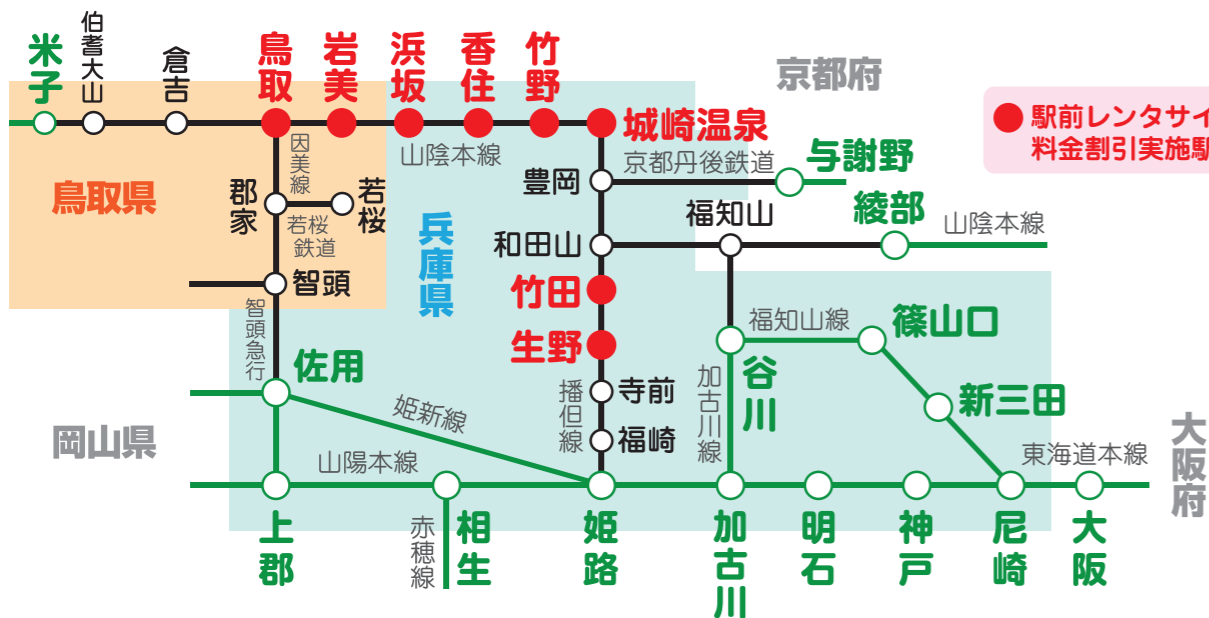 米子
伯耆大山
倉吉
鳥取
岩美
浜坂
香住
竹野
城崎温泉
京都府
駅前レンタサイ
料金割引実施駅
山陰本線
因美線
京都丹後鉄道
与謝野
豊岡
鳥取県
郡家
若桜
若桜
鉄道
兵庫県
福知山
綾部
山陰本線
和田山
智頭
竹田
智頭急行
生野
福知山線
篠山口
佐用
谷川
加古川線
姫新線
播但線
寺前
新三田
福崎
岡山県
大阪府
山陽本線
東海道本線
上郡
赤穂線
相生
姫路
加古川
明石
神戸
尼崎
大阪